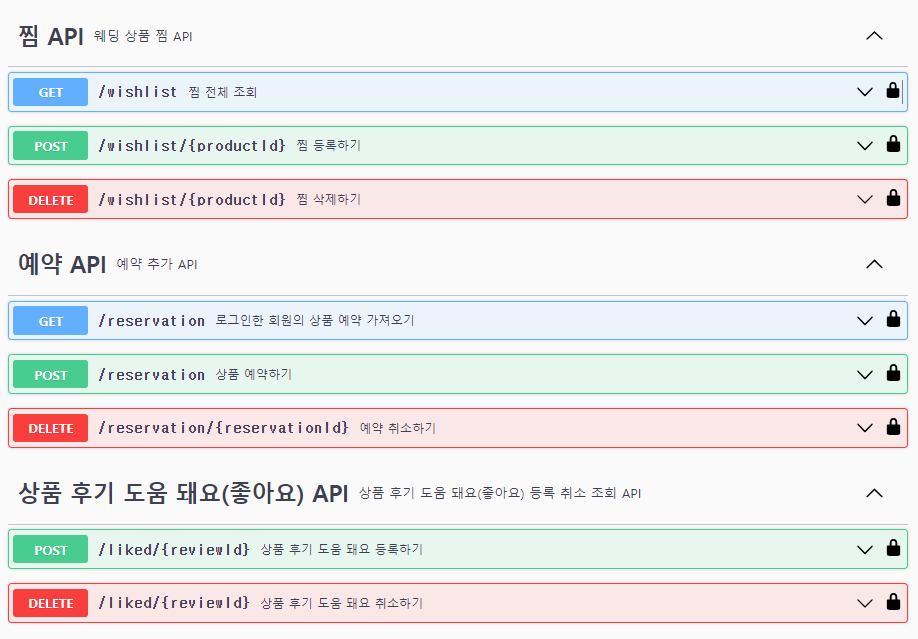 찜 API 웨딩 상품 찜 API
GET /wishlist 찜 전체 조회
POST /wishlist/{productId} 찜 등록하기
DELETE /wishlist/{productId} 찜 삭제하기
예약 API 예약 추가 API
GET /reservation 로그인한 회원의 상품 예약 가져오기
POST /reservation 상품 예약하기
DELETE /reservation/{reservationId} 예약 취소하기
상품 후기 도움 돼요(좋아요) API 상품 후기 도움 돼요(좋아요) 등록 취소 조회 API
POST /liked/{reviewId} 상품 후기 도움 돼요 등록하기
DELETE /liked/{reviewId} 상품 후기 도움 돼요 취소하기